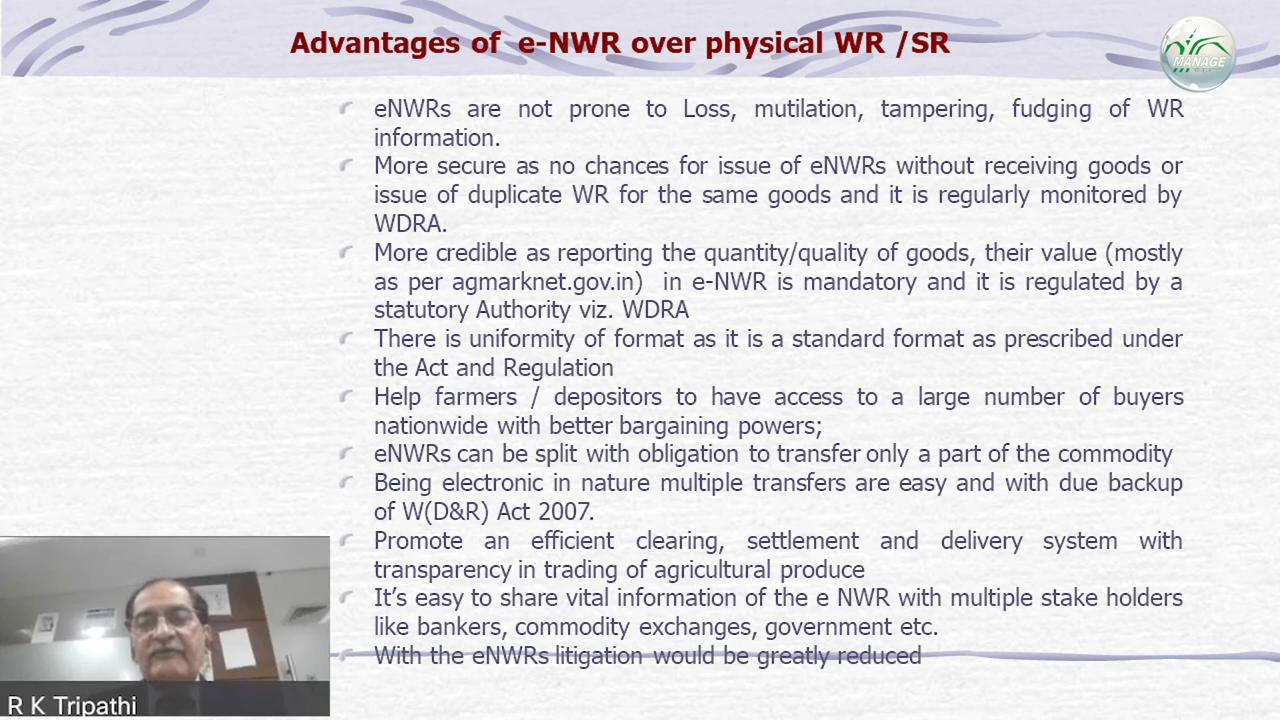 Advantages of e-NWR over physical WR /SR
MANAGE
eNWRs are not prone to Loss, mutilation, tampering, fudging of WR
information.
More secure as no chances for issue of eNWRs without receiving goods or
issue of duplicate WR for the same goods and it is regularly monitored by
WDRA.
More credible as reporting the quantity/quality of goods, their value (mostly
as per agmarknet.gov.in) in e-NWR is mandatory and it is regulated by a
statutory Authority viz. WDRA
There is uniformity of format as it is a standard format as prescribed under
the Act and Regulation
Help farmers / depositors to have access to a large number of buyers
nationwide with better bargaining powers;
eNWRs can be split with obligation to transfer only a part of the commodity
Being electronic in nature multiple transfers are easy and with due backup
of W(D&R) Act 2007.
Promote an efficient clearing, settlement and delivery system with
transparency in trading of agricultural produce
It’s easy to share vital information of the e NWR with multiple stake holders
like bankers, commodity exchanges, government etc.
With the eNWRs litigation would be greatly reduced
R K Tripathi